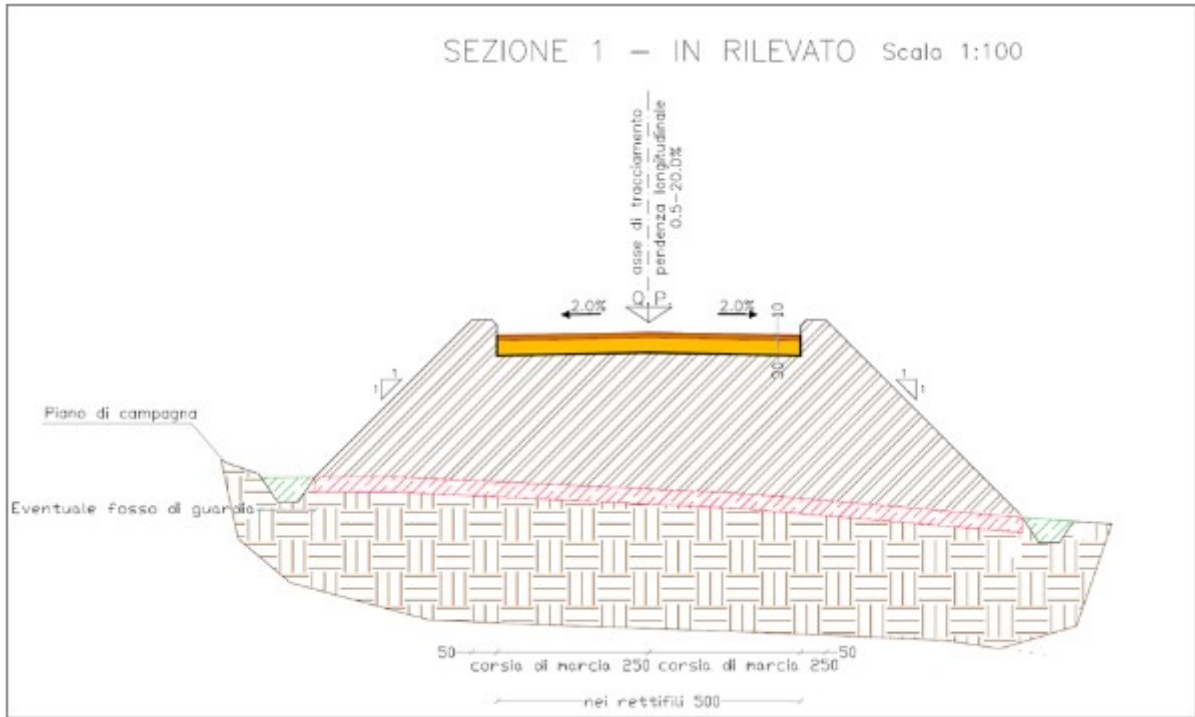 SEZIONE 1 - IN RILEVATO Scala 1:100
asse di tracciamento
pendenza longitudinale
0.5-20.0%
Q.P.
2.0%
2.0%
10
30
1
1
1
1
Piano di campagna
Eventuale fosso di guardia
50
corsia di marcia 250
corsia di marcia 250
50
nei rettifili 500